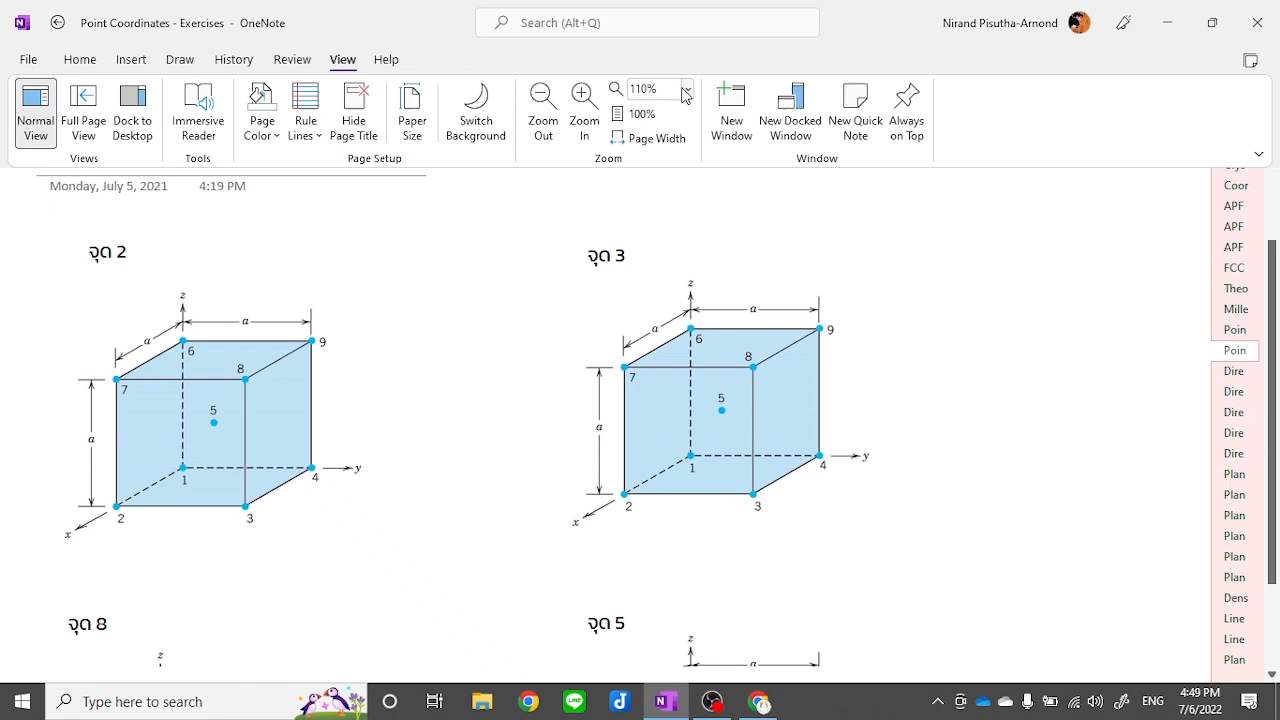 Point Coordinates - Exercises - OneNote
Search (Alt+Q)
Nirand Pisutha-Arnond
File Home Insert Draw History Review View Help
Normal View
Full Page View
Dock to Desktop
Immersive Reader
Page Color
Rule Lines
Hide Page Title
Paper Size
Switch Background
Zoom Out
Zoom In
110%
100%
Page Width
New Window
New Docked Window
New Quick Note
Always on Top
Views Tools Page Setup Zoom Window
Monday, July 5, 2021 4:19 PM
Coor
APF
APF
APF
FCC
Theo
Mille
Poin
Poin
Dire
Dire
Dire
Dire
Dire
Plan
Plan
Plan
Plan
Plan
Plan
Dens
Line
Line
Plan
จุด 2
z
a
a
9
6
8
7
5
a
y
1
4
2
3
x
จุด 3
z
a
a
9
6
8
7
5
a
y
1
4
2
3
x
จุด 8
z
จุด 5
z
a
Type here to search
ENG
4:49 PM
7/6/2022